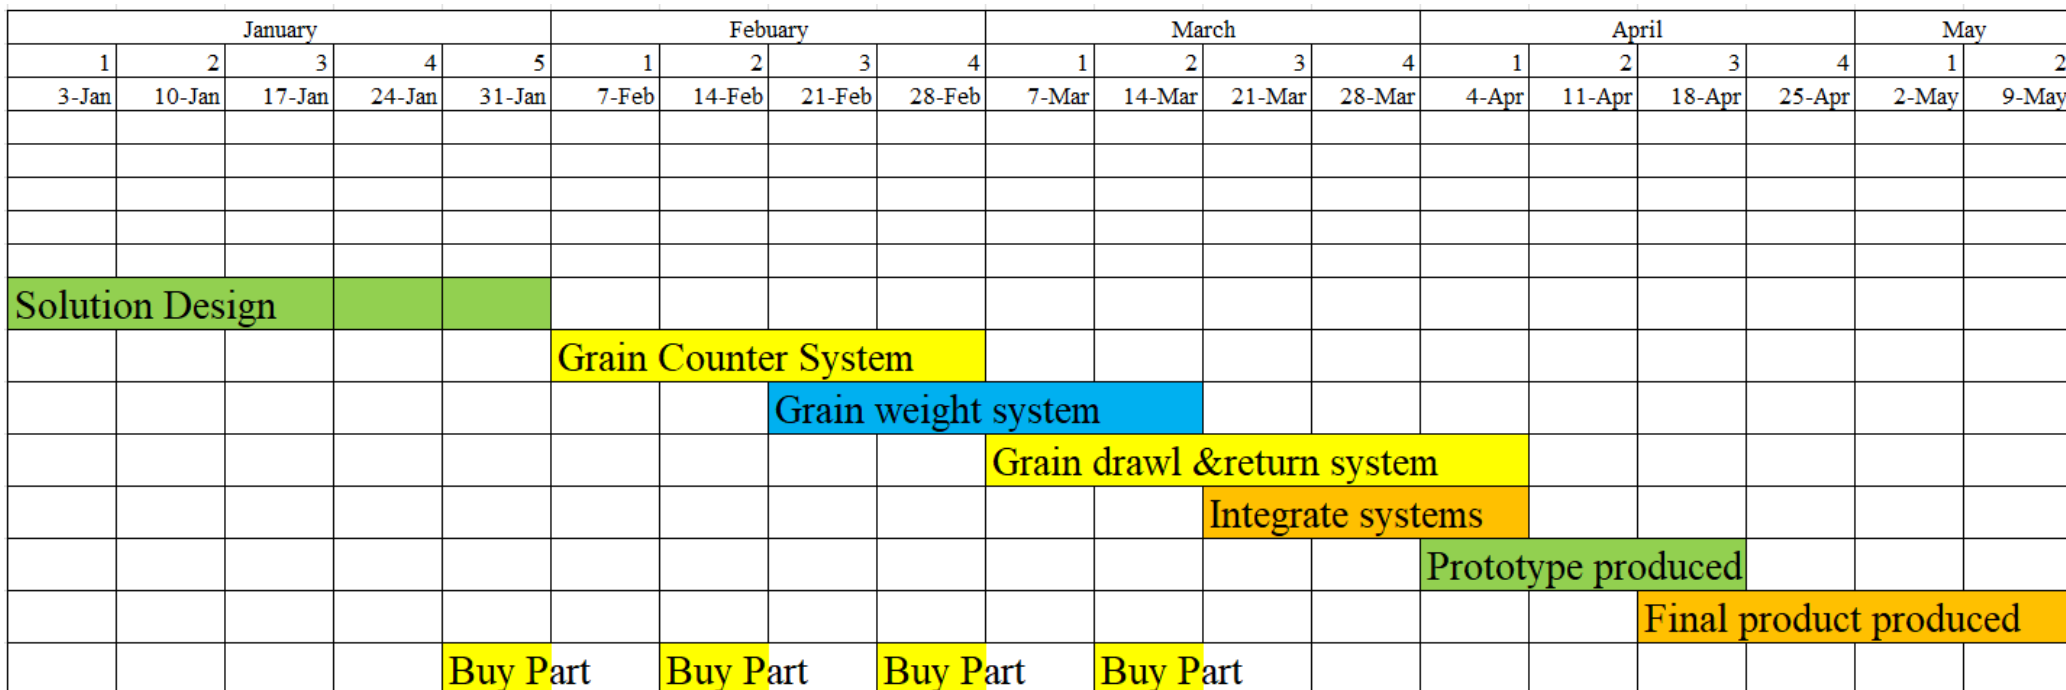 January Febuary March April May
1 2 3 4 5 1 2 3 4 1 2 3 4 1 2 3 4 1 2
3-Jan 10-Jan 17-Jan 24-Jan 31-Jan 7-Feb 14-Feb 21-Feb 28-Feb 7-Mar 14-Mar 21-Mar 28-Mar 4-Apr 11-Apr 18-Apr 25-Apr 2-May 9-May
Solution Design
Grain Counter System
Grain weight system
Grain drawl &return system
Integrate systems
Prototype produced
Final product produced
Buy Part Buy Part Buy Part Buy Part